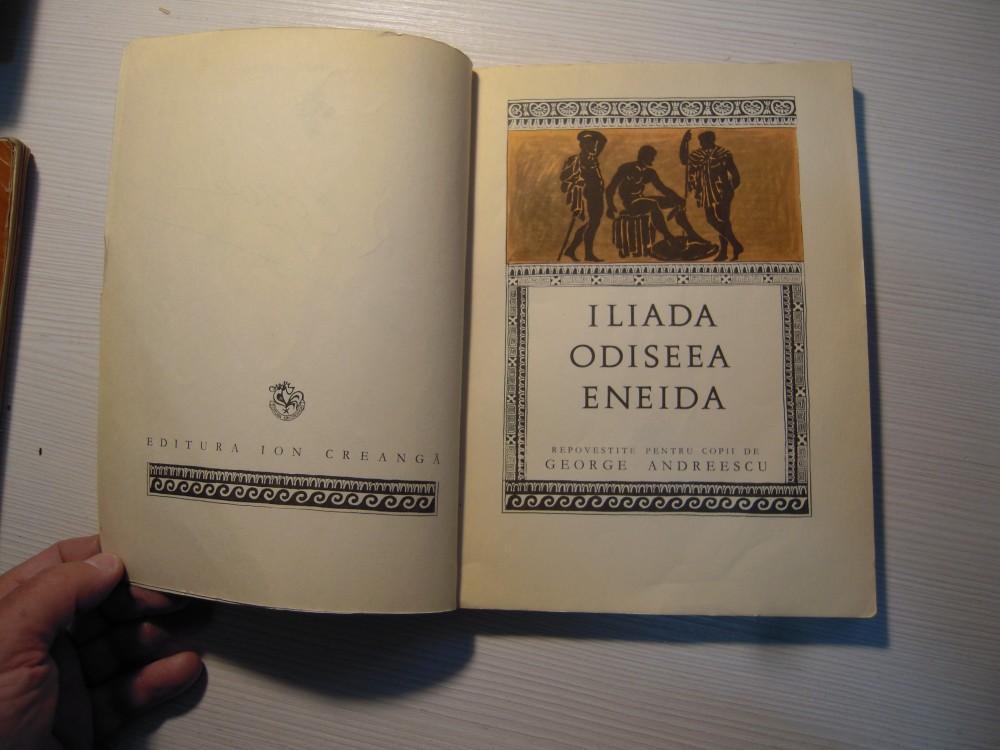 EDITURA ION CREANGĂ
ILIADA
ODISEEA
ENEIDA
REPOVESTITE PENTRU COPII DE
GEORGE ANDREESCU